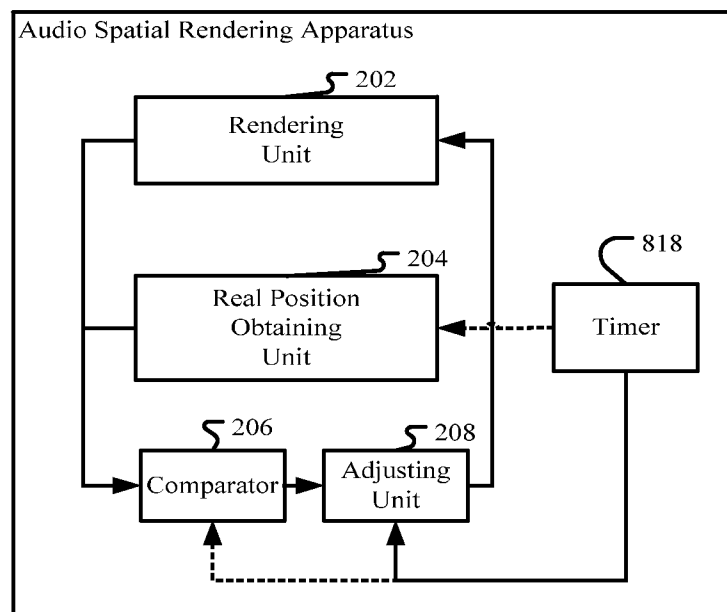 Audio Spatial Rendering Apparatus
202
Rendering
Unit
204
Real Position
Obtaining
Unit
818
Timer
206
Comparator
208
Adjusting
Unit